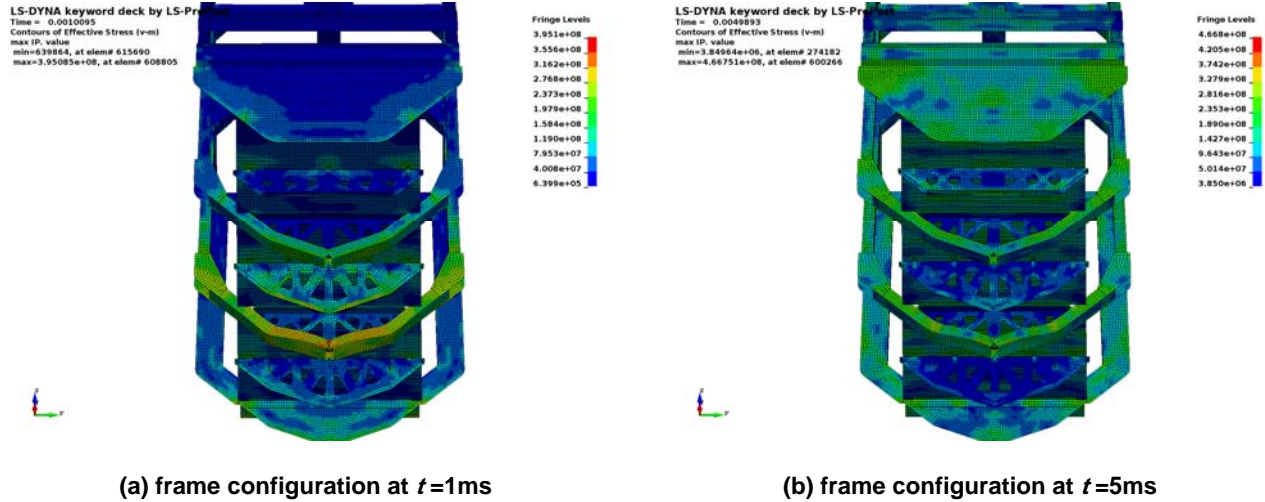 LS-DYNA keyword deck by LS-PrePost
Time = 0.0010095
Contours of Effective Stress (v-m)
max IP. value
min=639864, at elem# 615690
max=3.95085e+08, at elem# 608805
Fringe Levels
3.951e+08
3.556e+08
3.162e+08
2.768e+08
2.373e+08
1.979e+08
1.584e+08
1.190e+08
7.953e+07
4.008e+07
6.399e+05
z
Y
LS-DYNA keyword deck by LS-PrePost
Time = 0.0049893
Contours of Effective Stress (v-m)
max IP. value
min=3.84964e+06, at elem# 274182
max=4.66751e+08, at elem# 600266
Fringe Levels
4.668e+08
4.205e+08
3.742e+08
3.279e+08
2.816e+08
2.353e+08
1.890e+08
1.427e+08
9.643e+07
5.014e+07
3.850e+06
z
Y
(a) frame configuration at t =1ms
(b) frame configuration at t =5ms